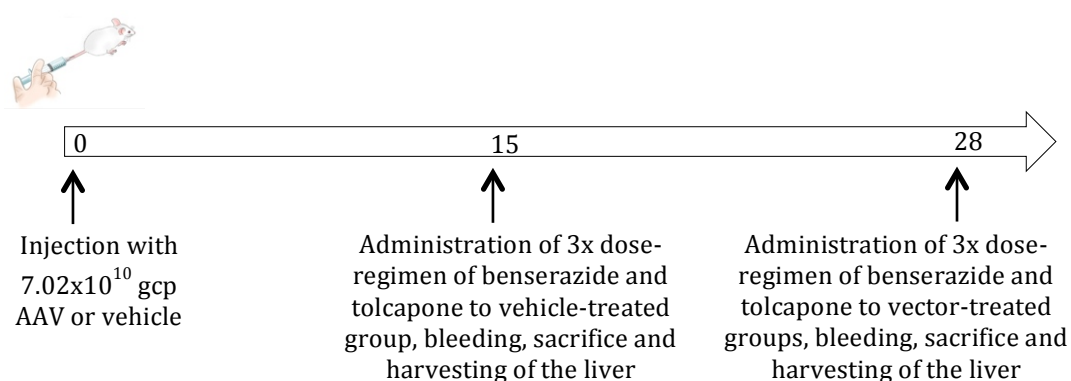 0 15 28
Injection with
7.02x10¹⁰ gcp
AAV or vehicle
Administration of 3x dose-
regimen of benserazide and
tolcapone to vehicle-treated
group, bleeding, sacrifice and
harvesting of the liver
Administration of 3x dose-
regimen of benserazide and
tolcapone to vector-treated
groups, bleeding, sacrifice and
harvesting of the liver